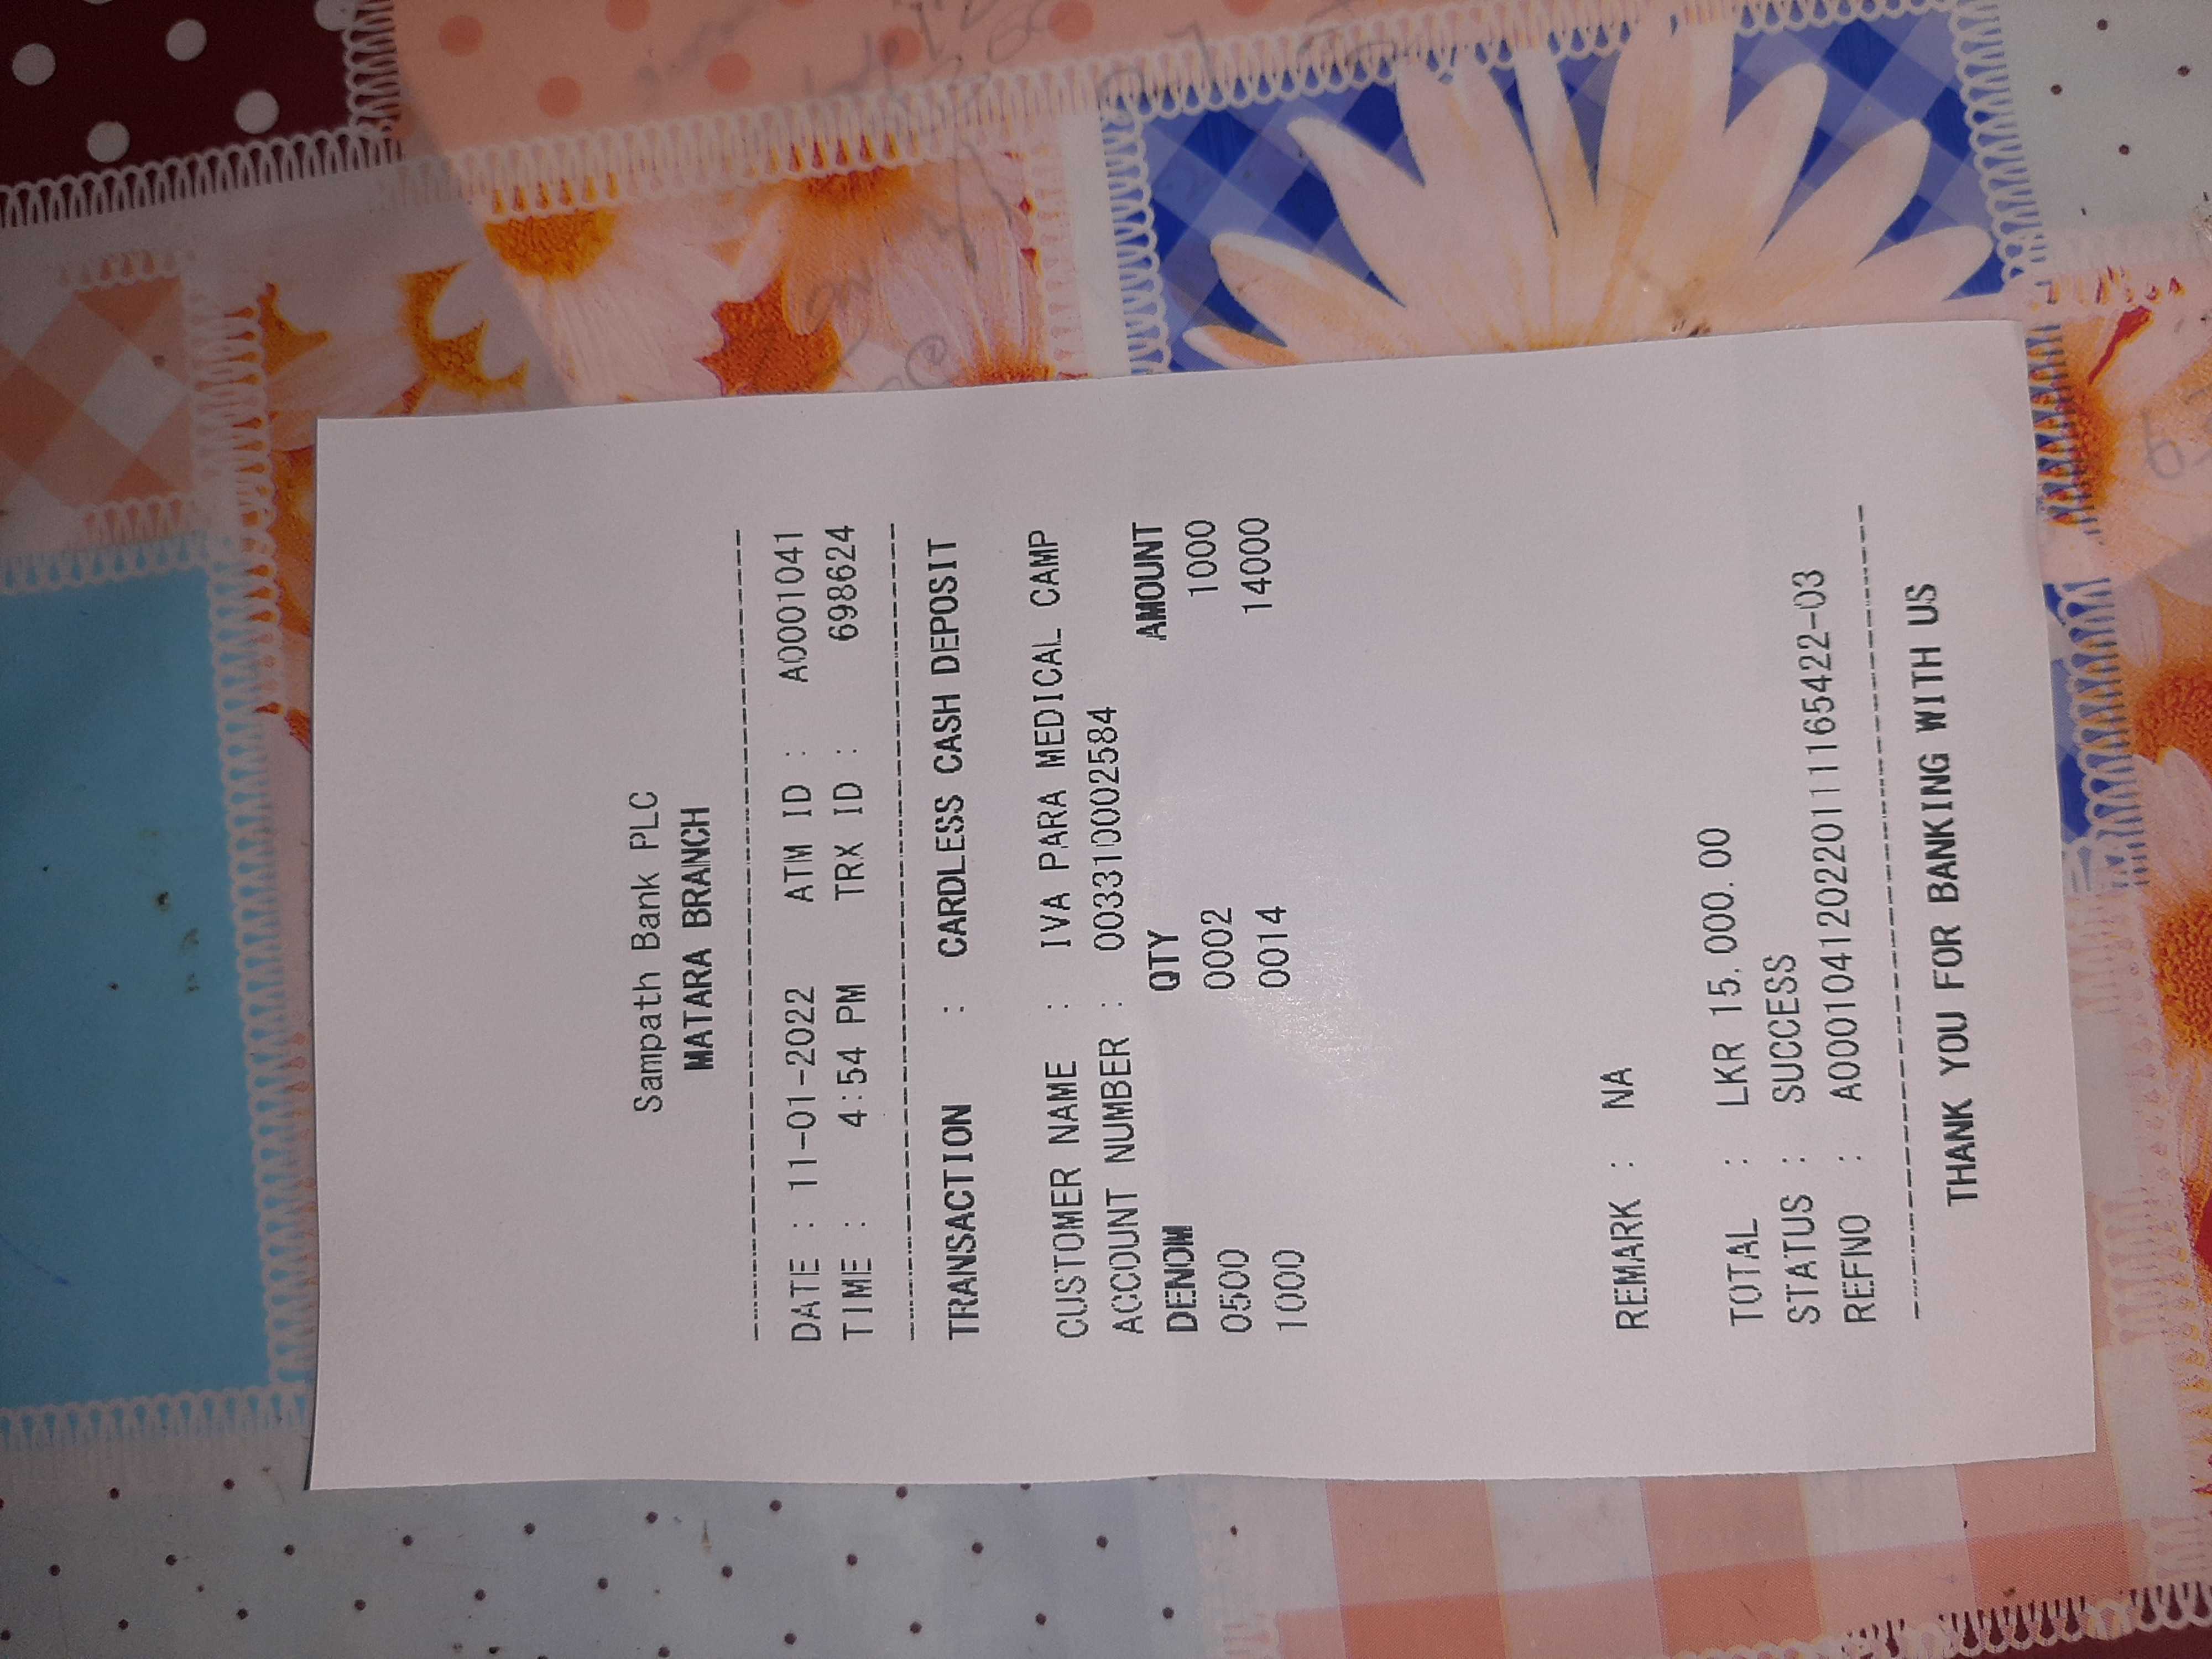 Sampath Bank PLC
MATARA BRANCH
DATE : 11-01-2022 ATM ID : A0001041
TIME : 4:54 PM TRX ID : 698624
TRANSACTION : CARDLESS CASH DEPOSIT
CUSTOMER NAME : IVA PARA MEDICAL CAMP
ACCOUNT NUMBER : 003310002584
DENOM QTY AMOUNT
0500 0002 1000
1000 0014 14000
REMARK : NA
TOTAL : LKR 15,000.00
STATUS : SUCCESS
REFNO : A000104120220111165422-03
THANK YOU FOR BANKING WITH US